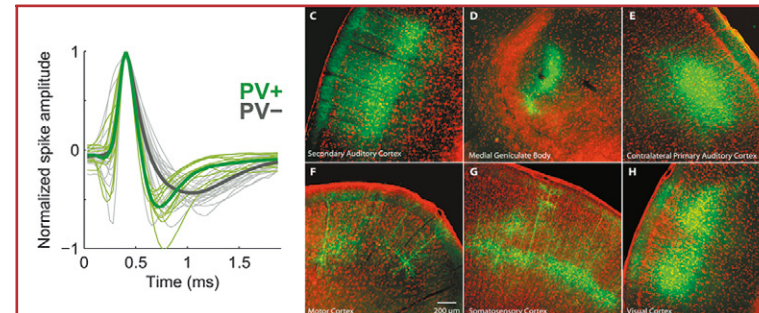 Normalized spike amplitude
1
0
−1
PV+
PV−
0
0.5
1
1.5
Time (ms)
C
Secondary Auditory Cortex
D
Medial Geniculate Body
E
Contralateral Primary Auditory Cortex
F
Motor Cortex
200 µm
G
Somatosensory Cortex
H
Visual Cortex